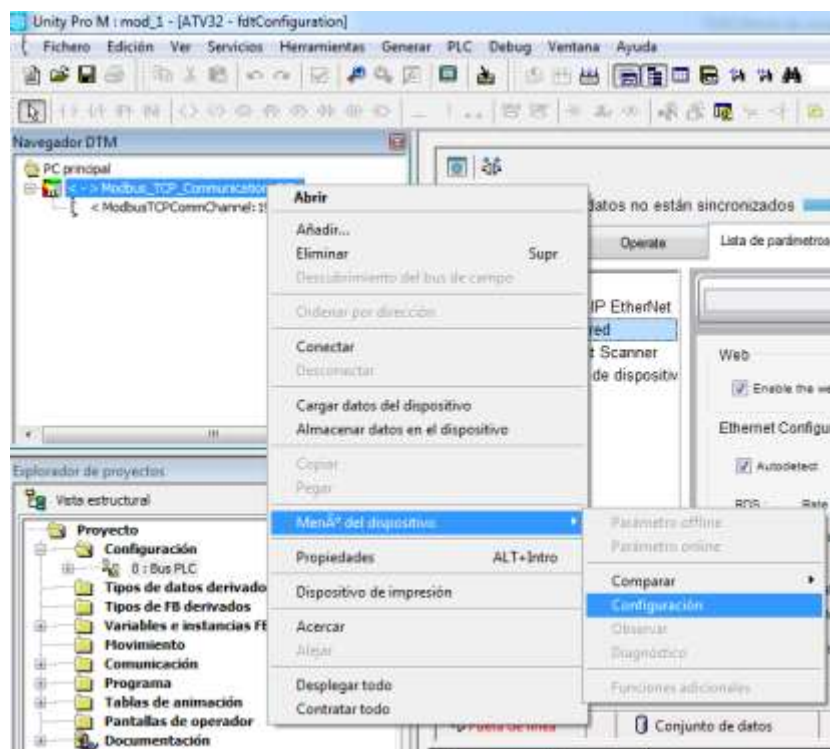 Unity Pro M : mod_1 - [ATV32 - fdtConfiguration]
Fichero Edición Ver Servicios Herramientas Generar PLC Debug Ventana Ayuda
Navegador DTM
PC principal
< - > Modbus_TCP_Communication
< ModbusTCPCommChannel:
Abrir
Añadir...
Eliminar Supr
Descubrimiento del bus de campo
Ordenar por dirección
Conectar
Desconectar
Cargar datos del dispositivo
Almacenar datos en el dispositivo
Copiar
Pegar
MenÃº del dispositivo
Propiedades ALT+Intro
Dispositivo de impresión
Acercar
Alejar
Desplegar todo
Contratar todo
Parámetro offline
Parámetro online
Comparar
Configuración
Observar
Diagnóstico
Funciones adicionales
datos no están sincronizados
Operate Lista de parámetros
IP EtherNet
red
t Scanner
de dispositiv
Web
Enable the we
Ethernet Configu
Autodetect
Rate
Explorador de proyectos
Vista estructural
Proyecto
Configuración
0 : Bus PLC
Tipos de datos derivado
Tipos de FB derivados
Variables e instancias FB
Movimiento
Comunicación
Programa
Tablas de animación
Pantallas de operador
Documentación
Fuera de línea
Conjunto de datos